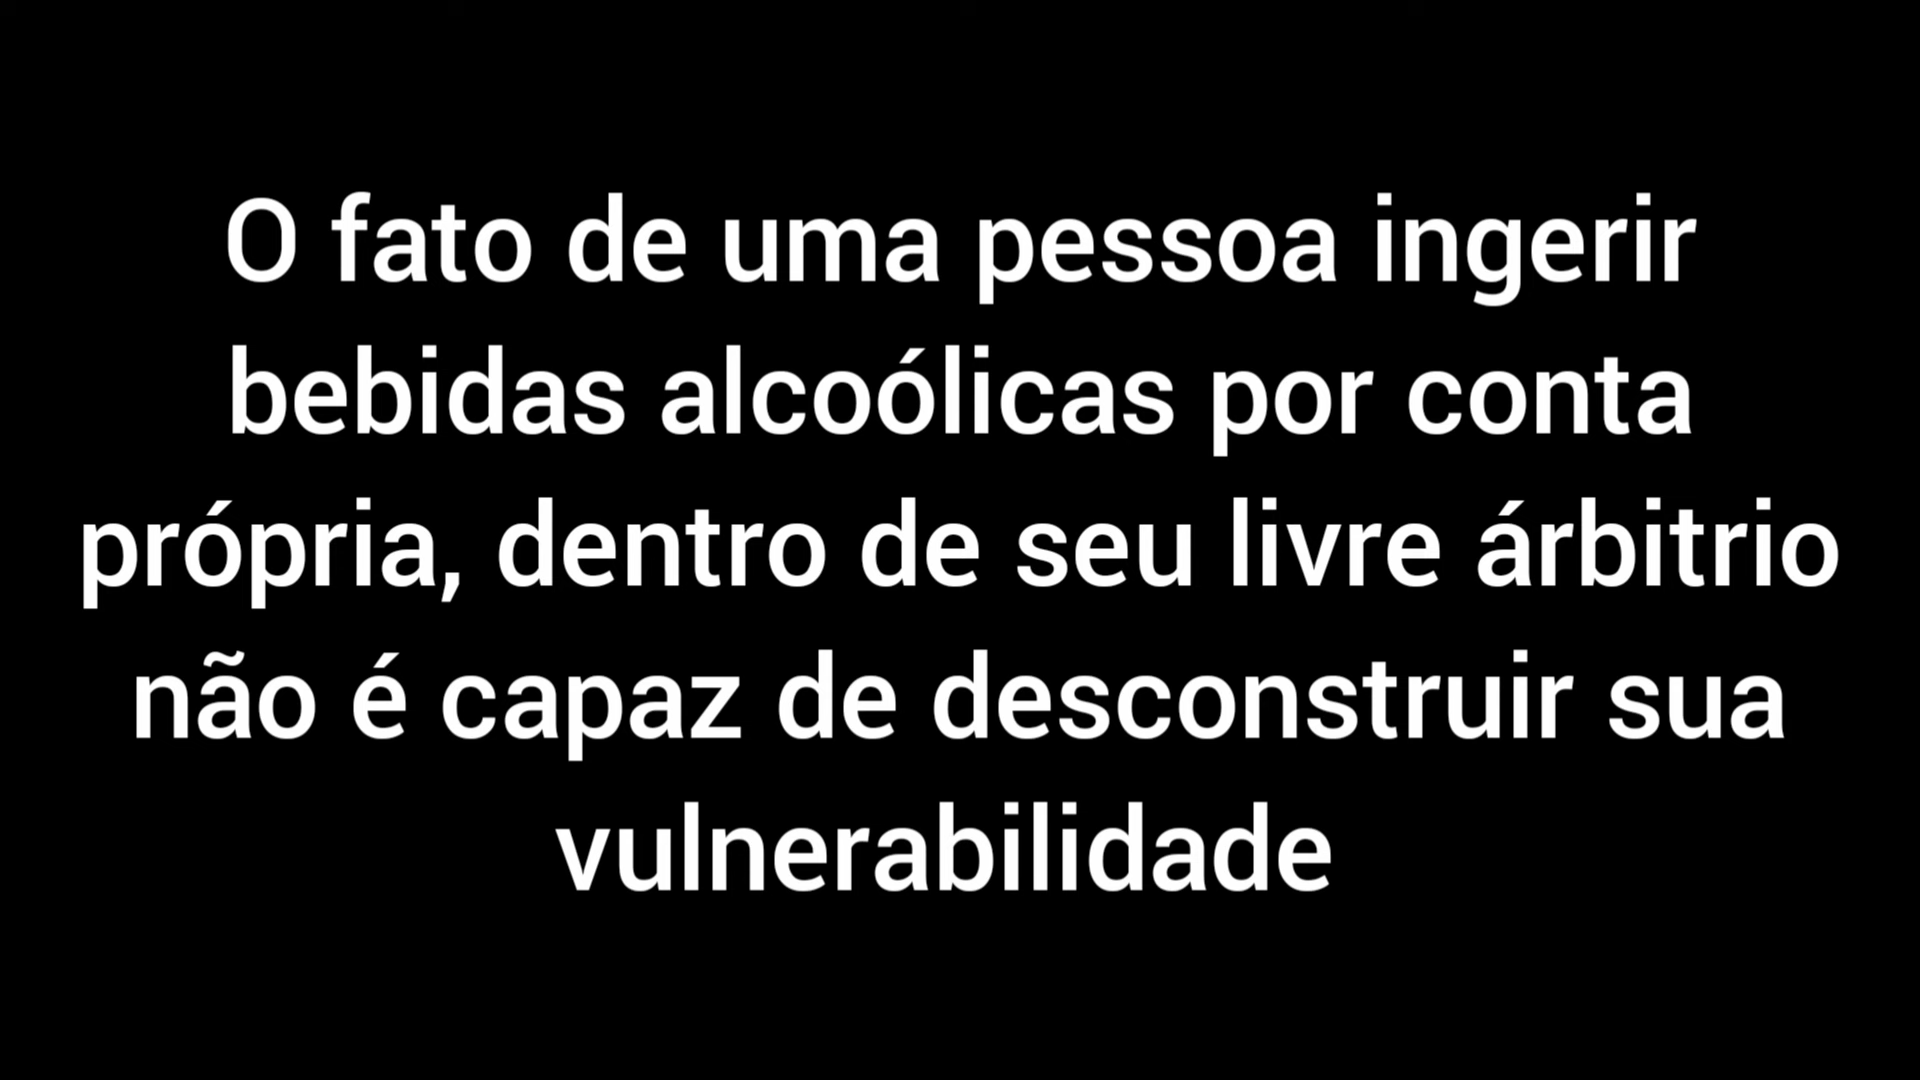 O fato de uma pessoa ingerir
bebidas alcoólicas por conta
própria, dentro de seu livre árbitrio
não é capaz de desconstruir sua
vulnerabilidade